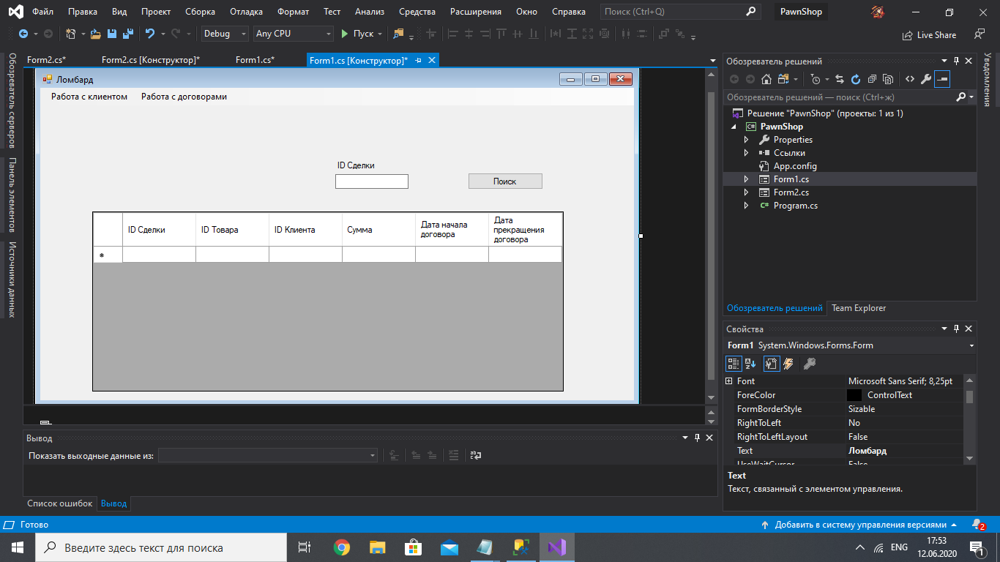 Файл Правка Вид Проект Сборка Отладка Формат Тест Анализ Средства Расширения Окно Справка Поиск (Ctrl+Q) PawnShop
Debug Any CPU Пуск Live Share
Form2.cs* Form2.cs [Конструктор]* Form1.cs* Form1.cs [Конструктор]*
Обозреватель серверов
Панель элементов
Источники данных
Ломбард
Работа с клиентом Работа с договорами
ID Сделки
Поиск
ID Сделки ID Товара ID Клиента Сумма Дата начала договора Дата прекращения договора
Обозреватель решений
Обозреватель решений — поиск (Ctrl+ж)
Решение "PawnShop" (проекты: 1 из 1)
C# PawnShop
Properties
Ссылки
App.config
Form1.cs
Form2.cs
C# Program.cs
Обозреватель решений Team Explorer
Уведомления
Свойства
Form1 System.Windows.Forms.Form
Font Microsoft Sans Serif; 8,25pt
ForeColor ControlText
FormBorderStyle Sizable
RightToLeft No
RightToLeftLayout False
Text Ломбард
UseWaitCursor False
Text
Текст, связанный с элементом управления.
Вывод
Показать выходные данные из:
Список ошибок Вывод
Готово Добавить в систему управления версиями 2
Введите здесь текст для поиска ENG 17:53
12.06.2020 1